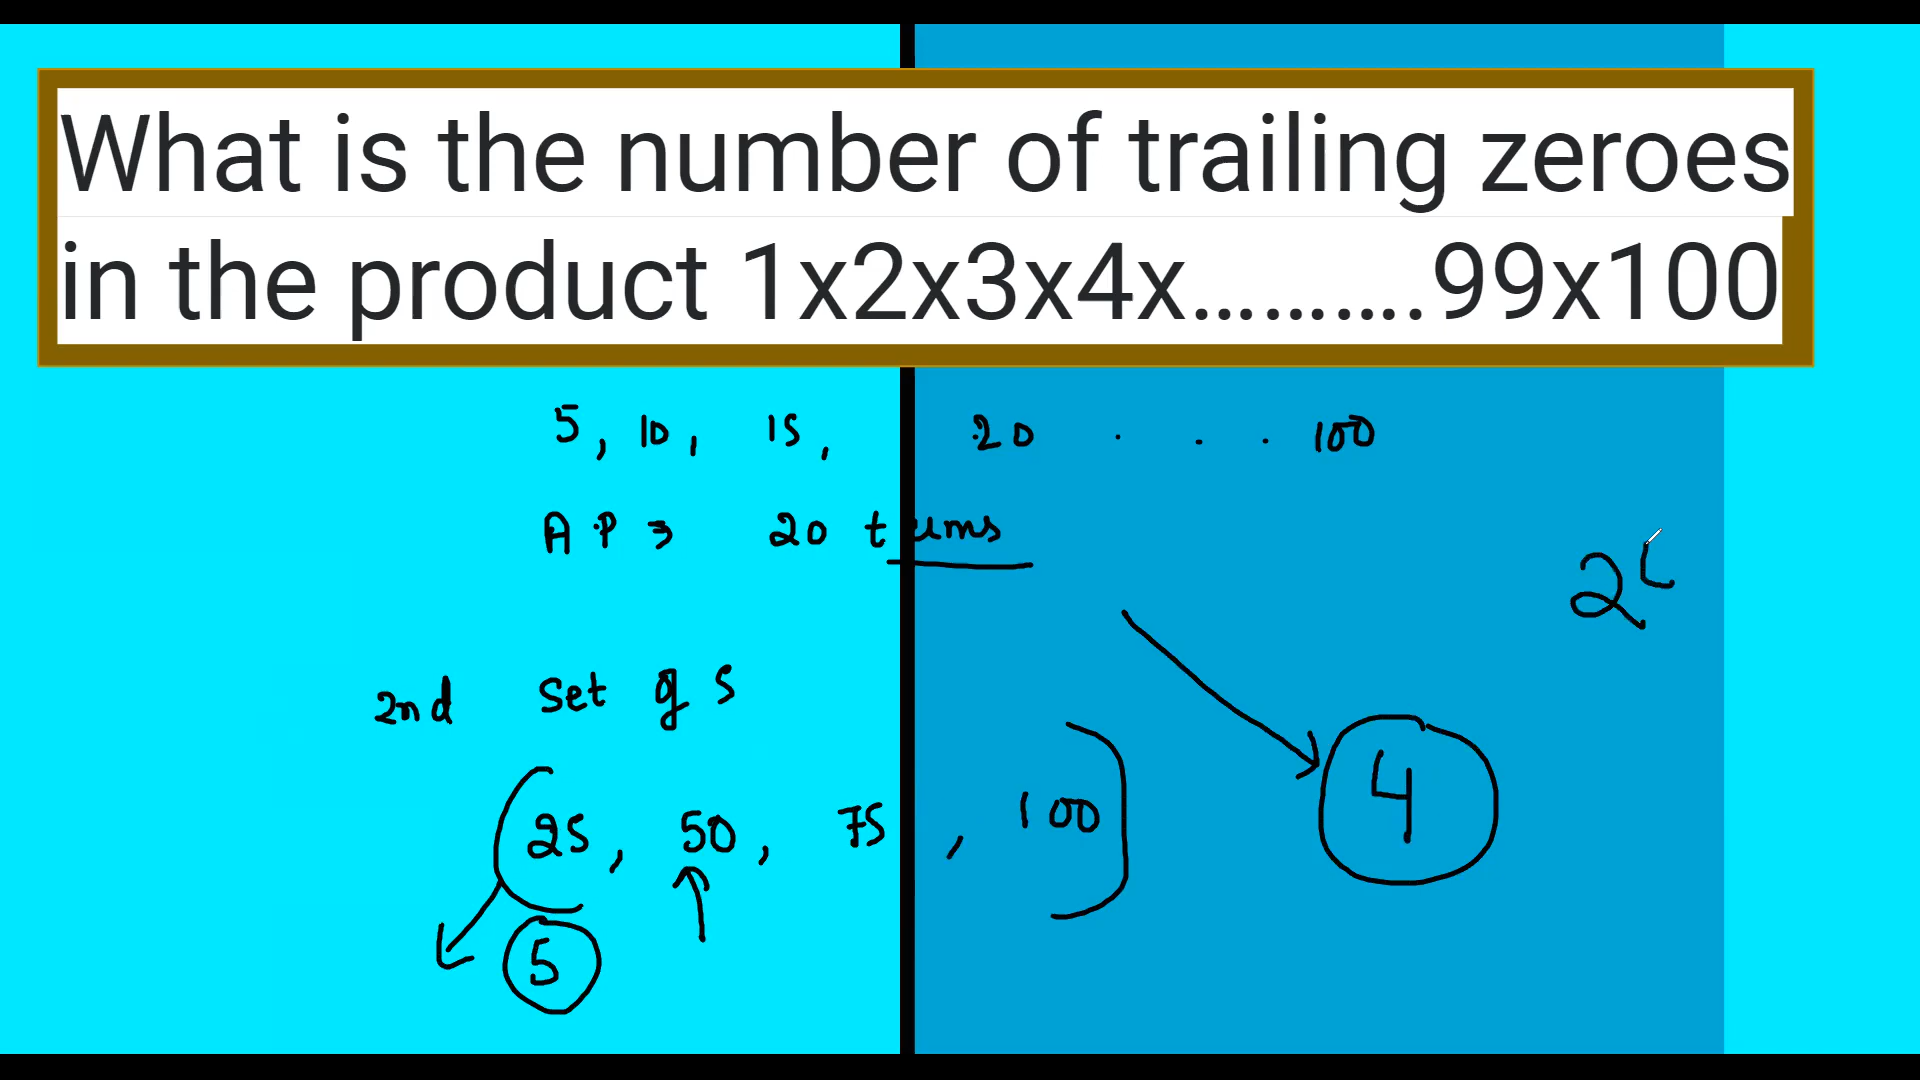 What is the number of trailing zeroes
in the product 1x2x3x4x..........99x100
5, 10, 15, 20 . . . 100
AP → 20 terms
2nd Set of 5
(25, 50, 75, 100)
4
5